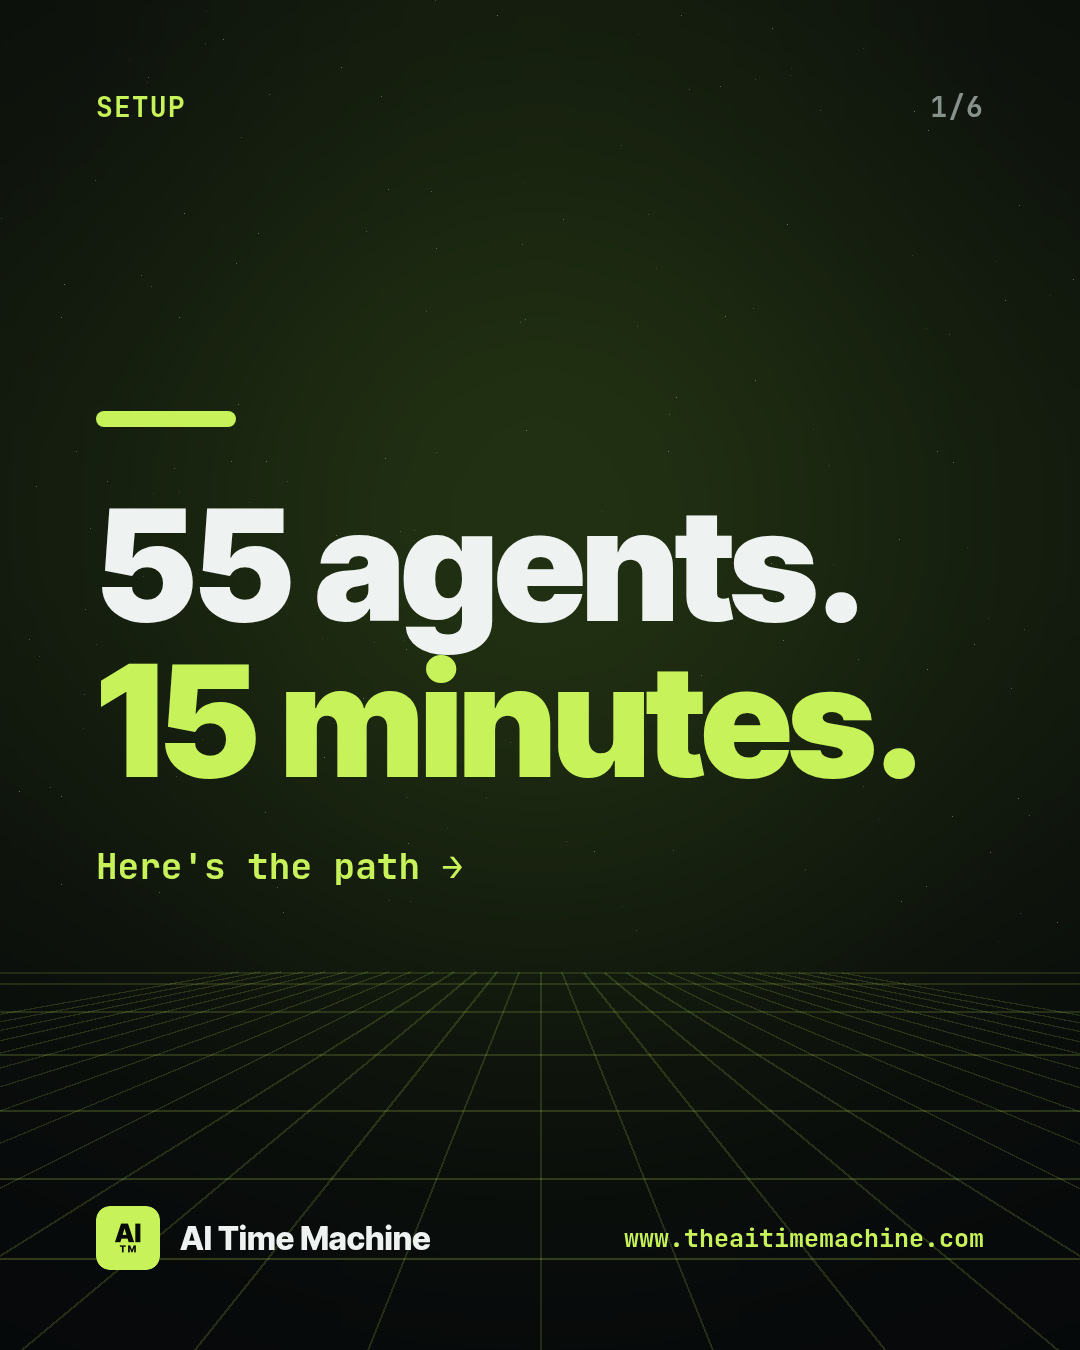 SETUP
1/6
55 agents.
15 minutes.
Here's the path →
AI
TM
AI Time Machine
www.theaitimemachine.com